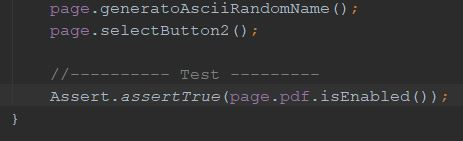 page.generatoAsciiRandomName();
page.selectButton2();
//---------- Test ---------
Assert.assertTrue(page.pdf.isEnabled());
}